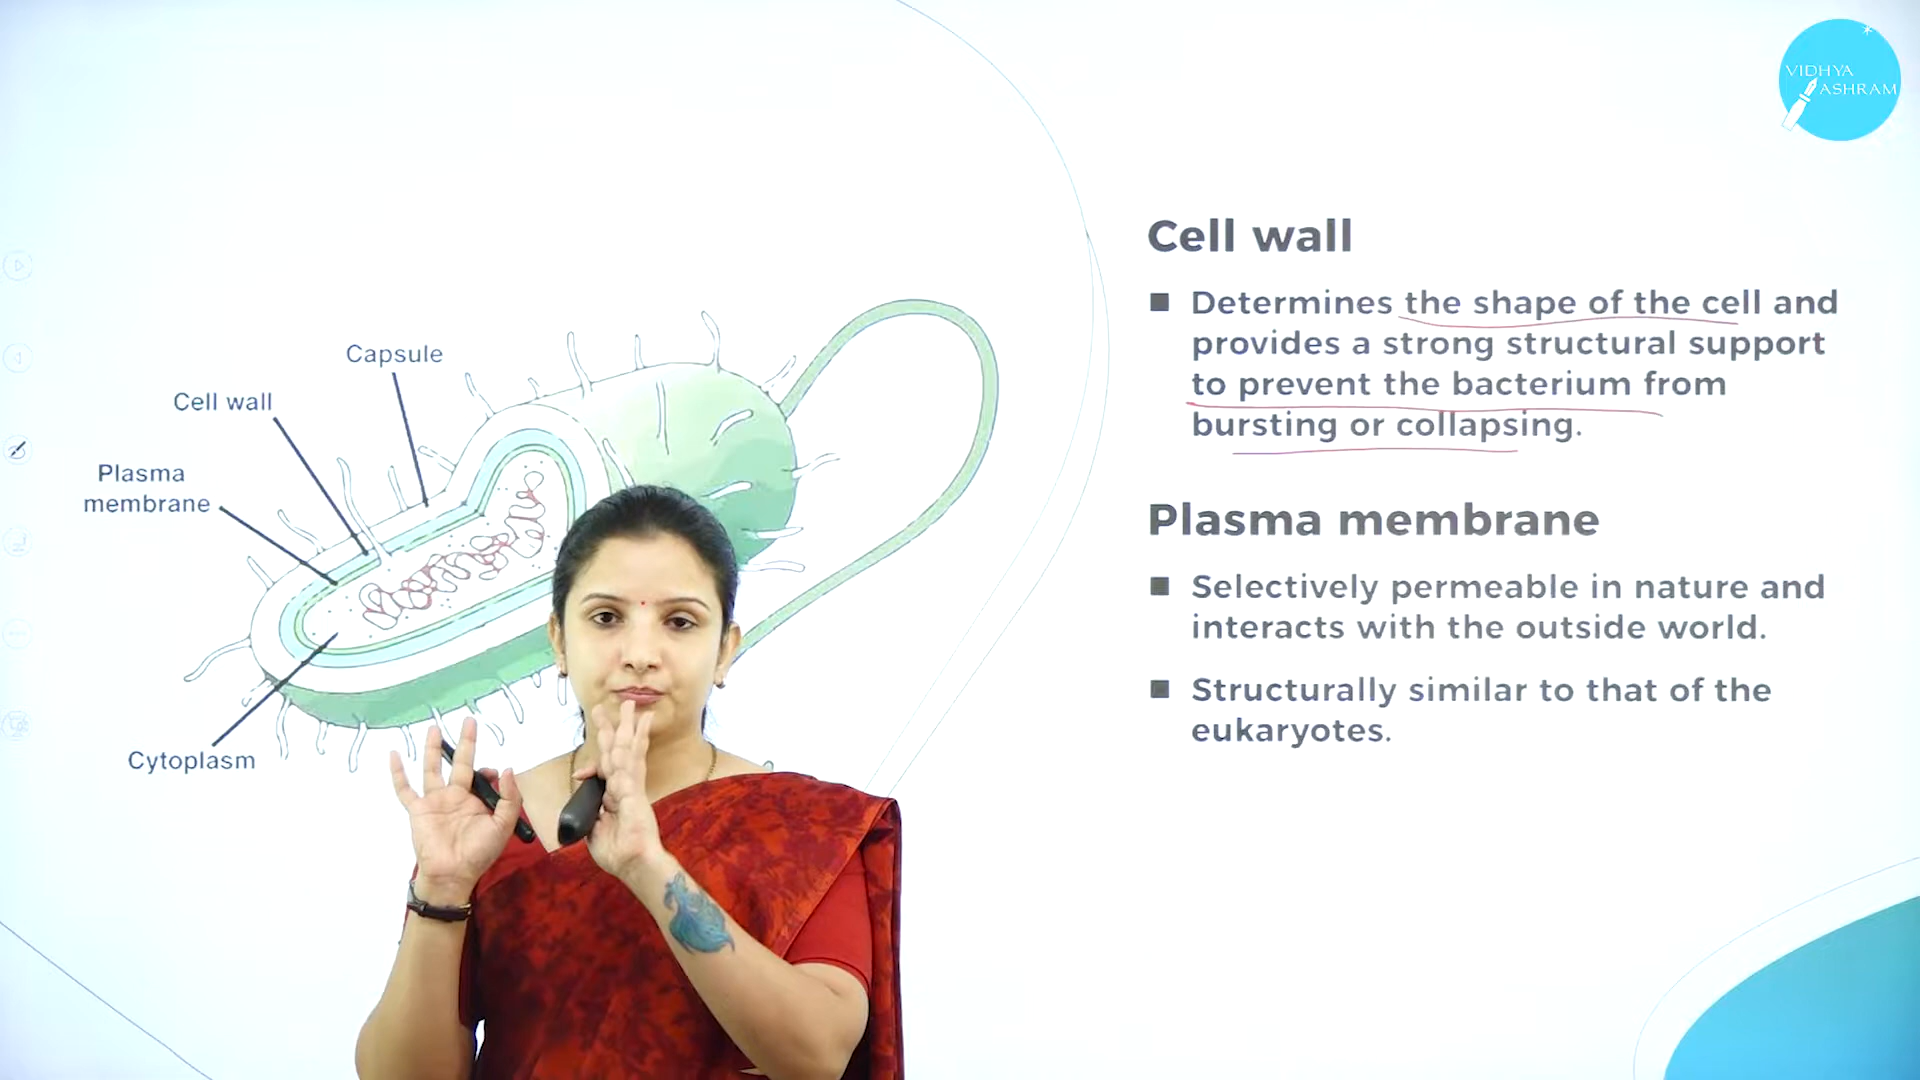 VIDHYA
ASHRAM
Cell wall
Determines the shape of the cell and
provides a strong structural support
to prevent the bacterium from
bursting or collapsing.
Plasma membrane
Selectively permeable in nature and
interacts with the outside world.
Structurally similar to that of the
eukaryotes.
Capsule
Cell wall
Plasma
membrane
Cytoplasm